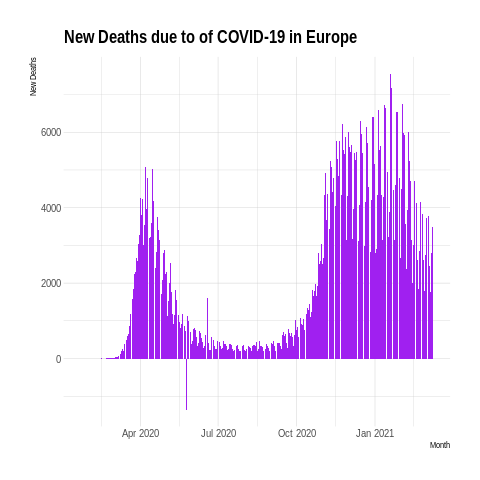 New Deaths due to of COVID-19 in Europe
New Deaths
6000
4000
2000
0
Apr 2020 Jul 2020 Oct 2020 Jan 2021
Month